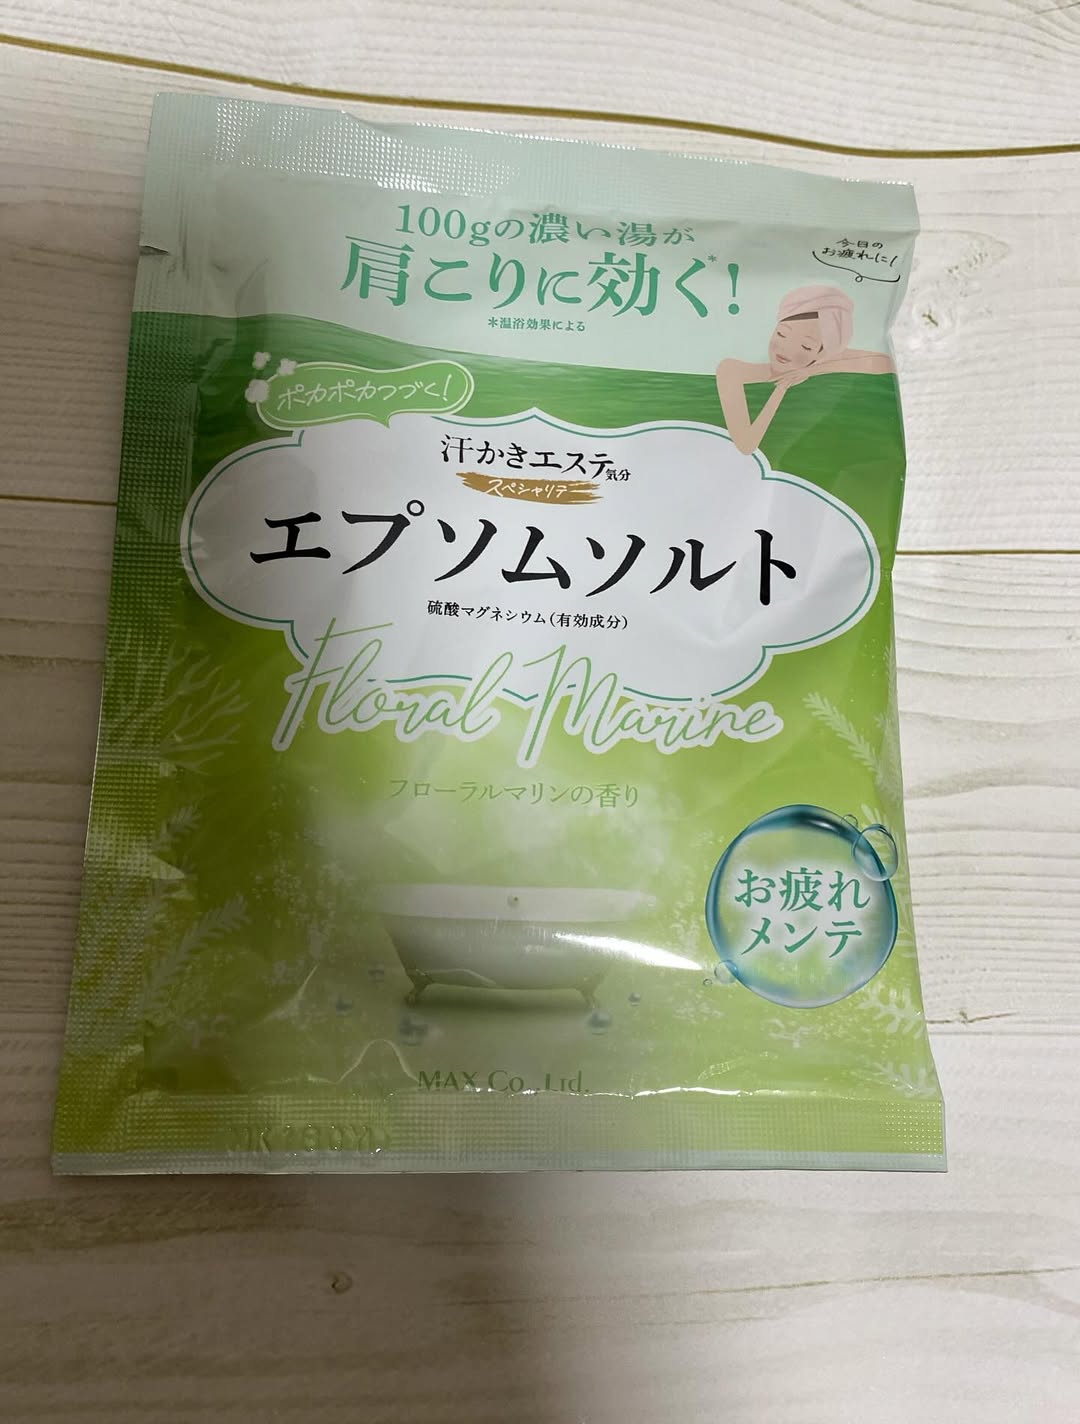 100gの濃い湯が
肩こりに効く*!
*温浴効果による
今日の
お疲れに!
ポカポカつづく!
汗かきエステ気分
スペシャリテ
エプソムソルト
硫酸マグネシウム(有効成分)
Floral Marine
フローラルマリンの香り
お疲れ
メンテ
MAX Co.,Ltd.